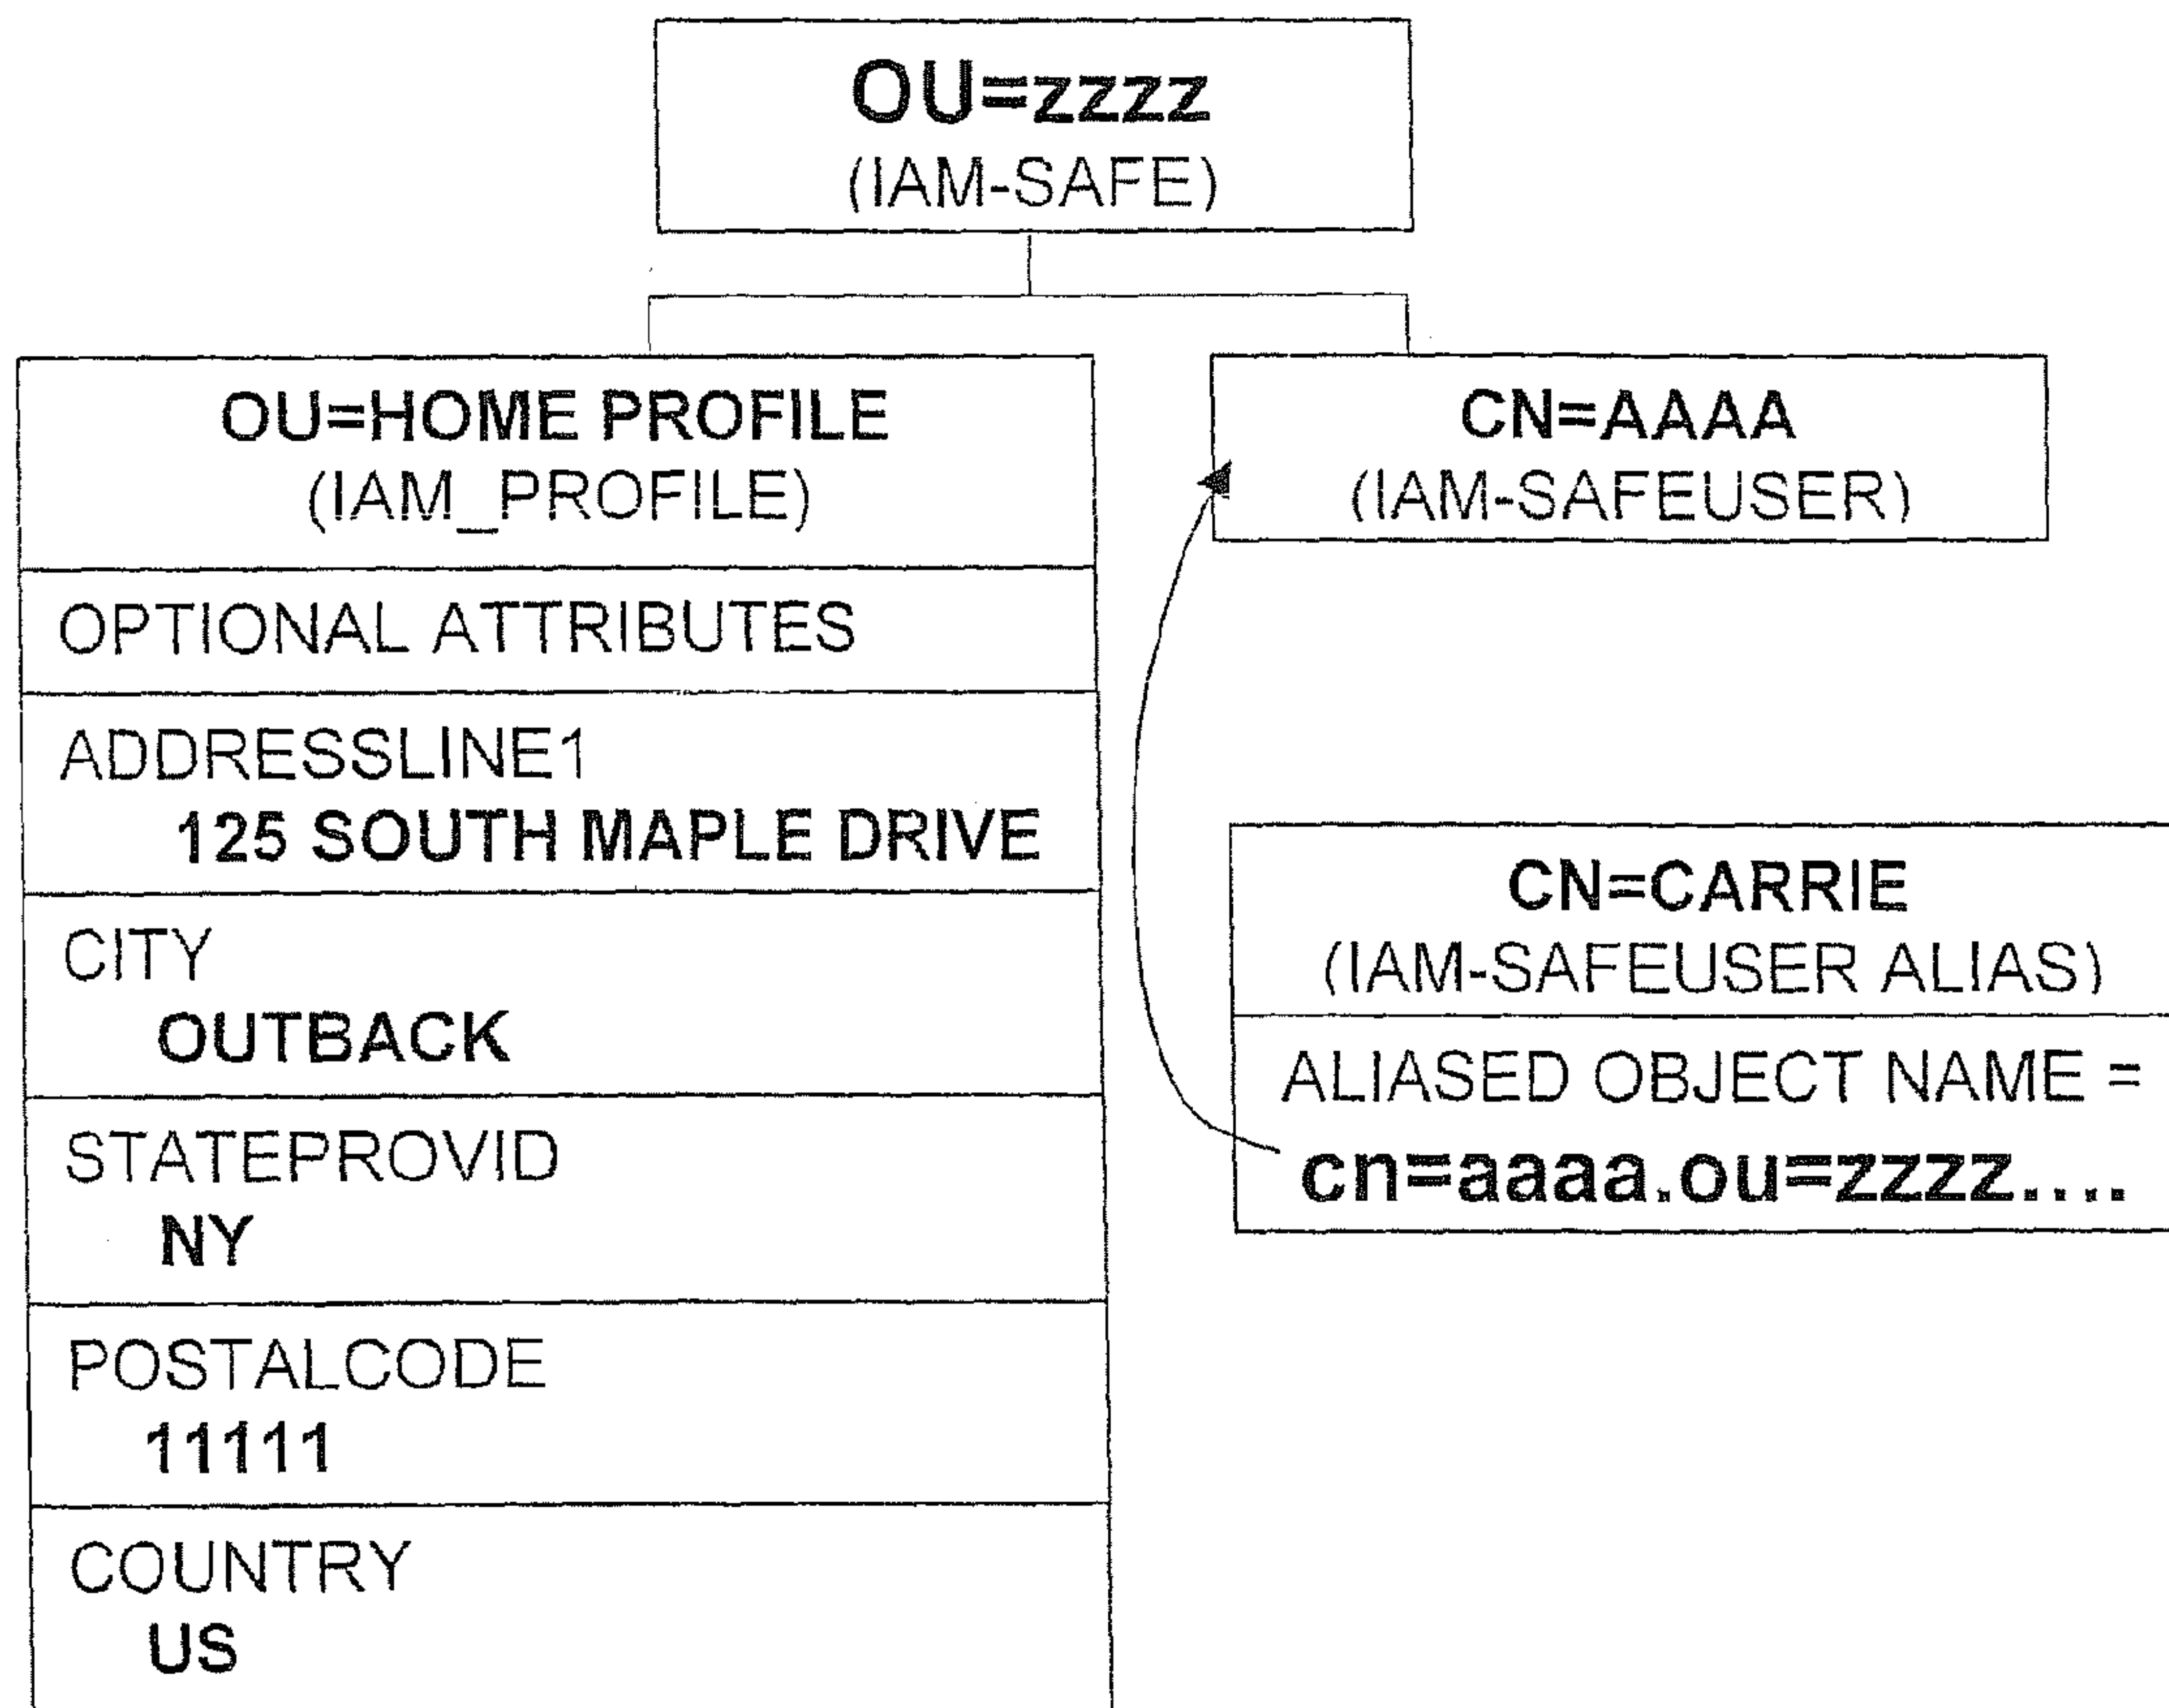 OU=zzzz
(IAM-SAFE)
OU=HOME PROFILE
(IAM_PROFILE)
OPTIONAL ATTRIBUTES
ADDRESSLINE1
125 SOUTH MAPLE DRIVE
CITY
OUTBACK
STATEPROVID
NY
POSTALCODE
11111
COUNTRY
US
CN=AAAA
(IAM-SAFEUSER)
CN=CARRIE
(IAM-SAFEUSER ALIAS)
ALIASED OBJECT NAME =
cn=aaaa.ou=zzzz....